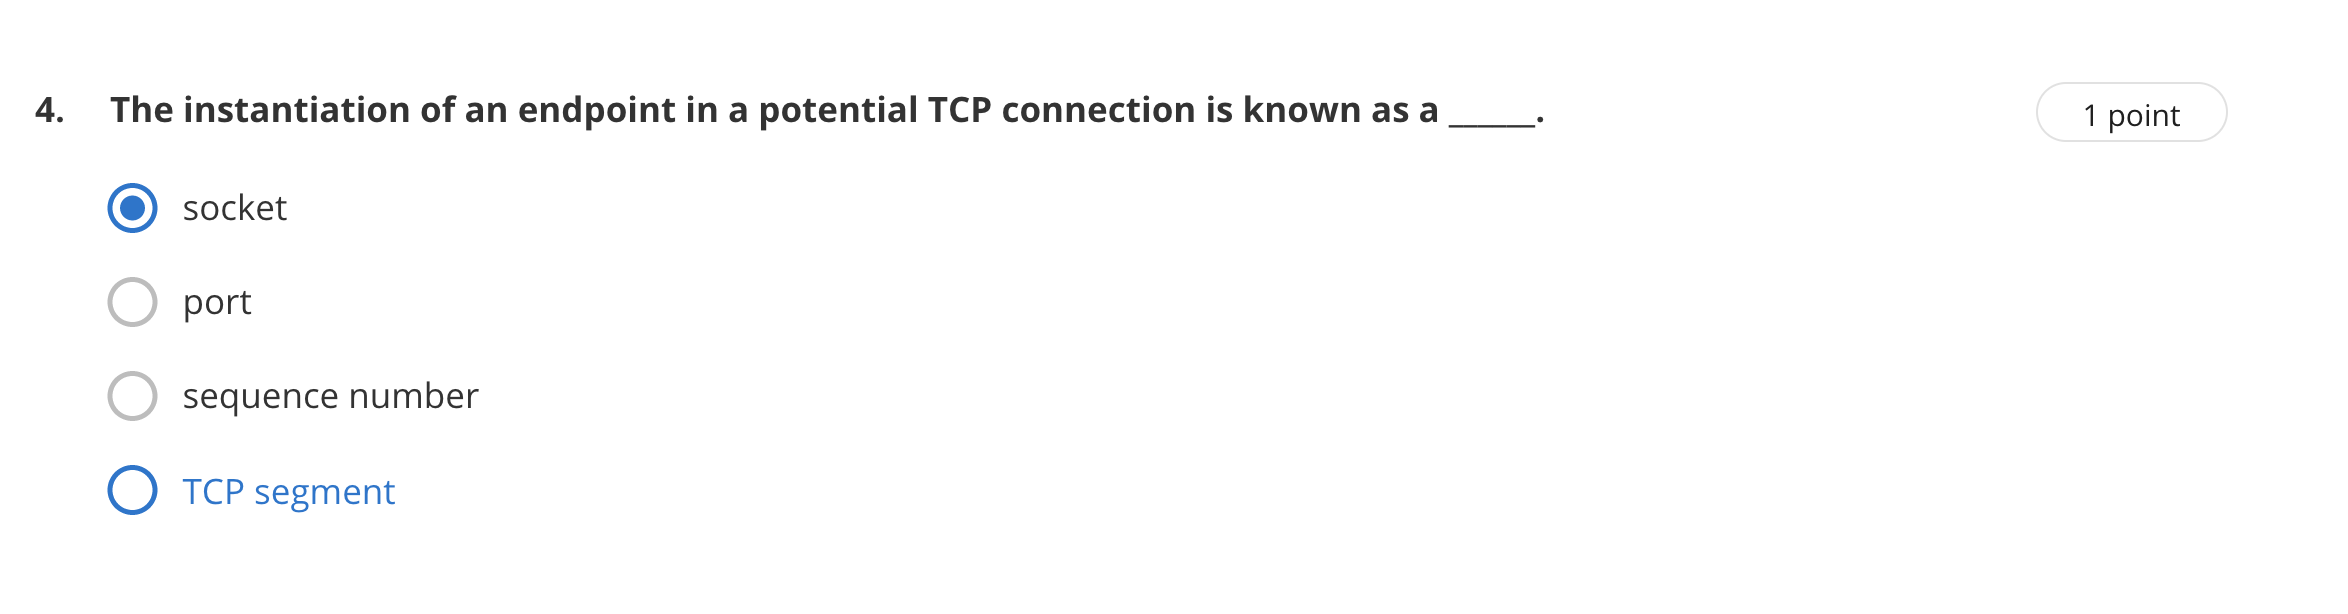 4. The instantiation of an endpoint in a potential TCP connection is known as a ______. 1 point
socket
port
sequence number
TCP segment